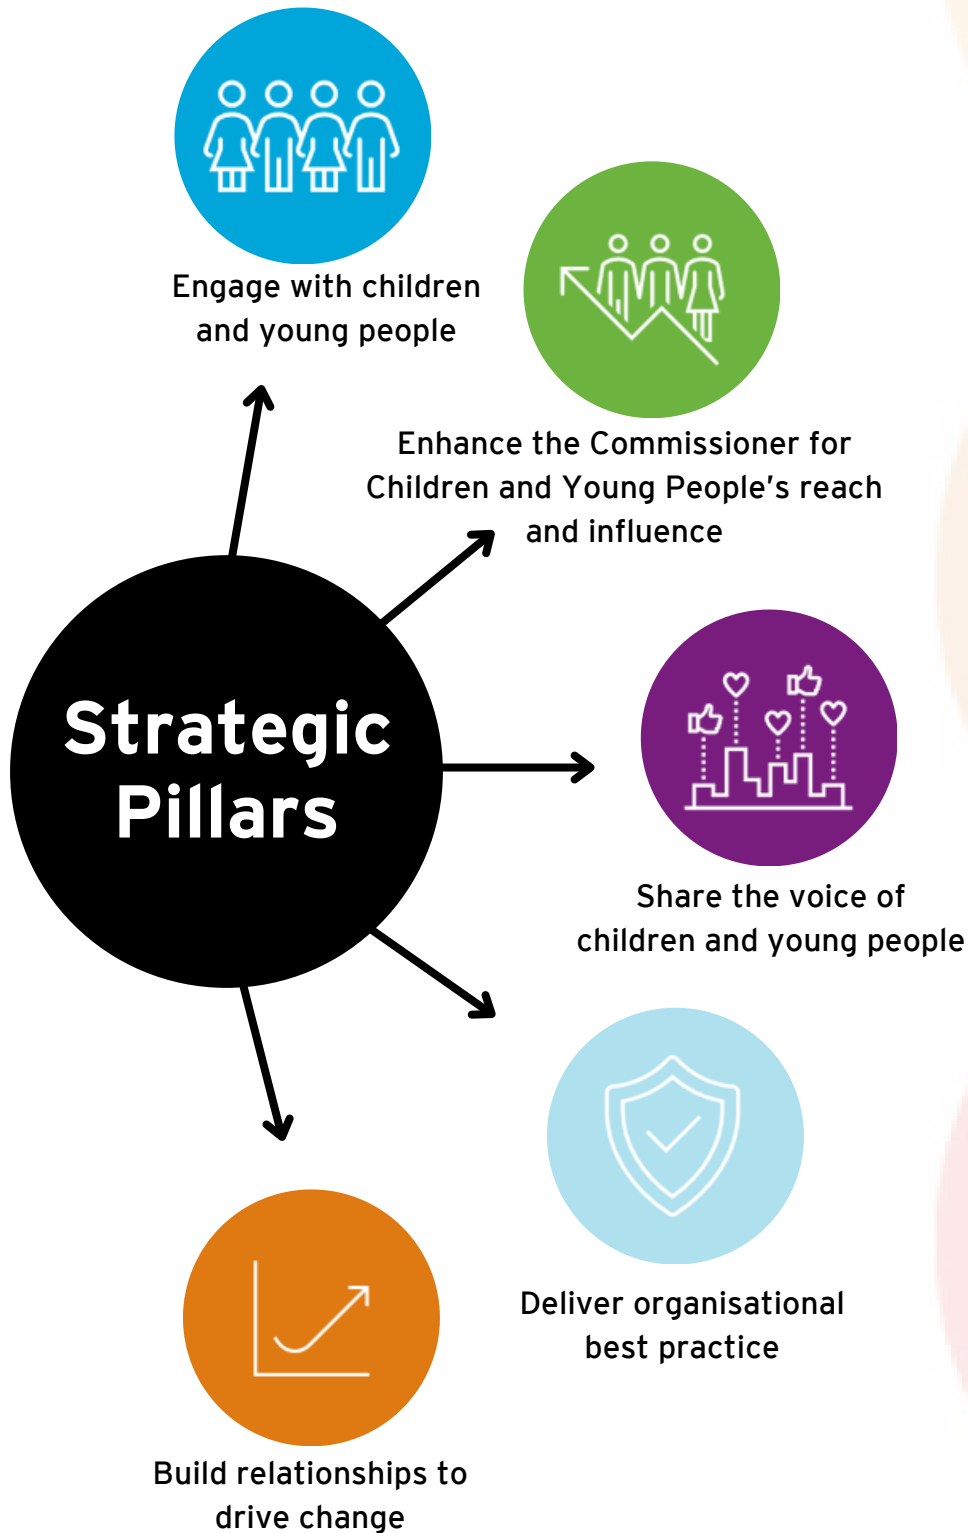 Engage with children
and young people
Enhance the Commissioner for
Children and Young People’s reach
and influence
Strategic
Pillars
Share the voice of
children and young people
Deliver organisational
best practice
Build relationships to
drive change